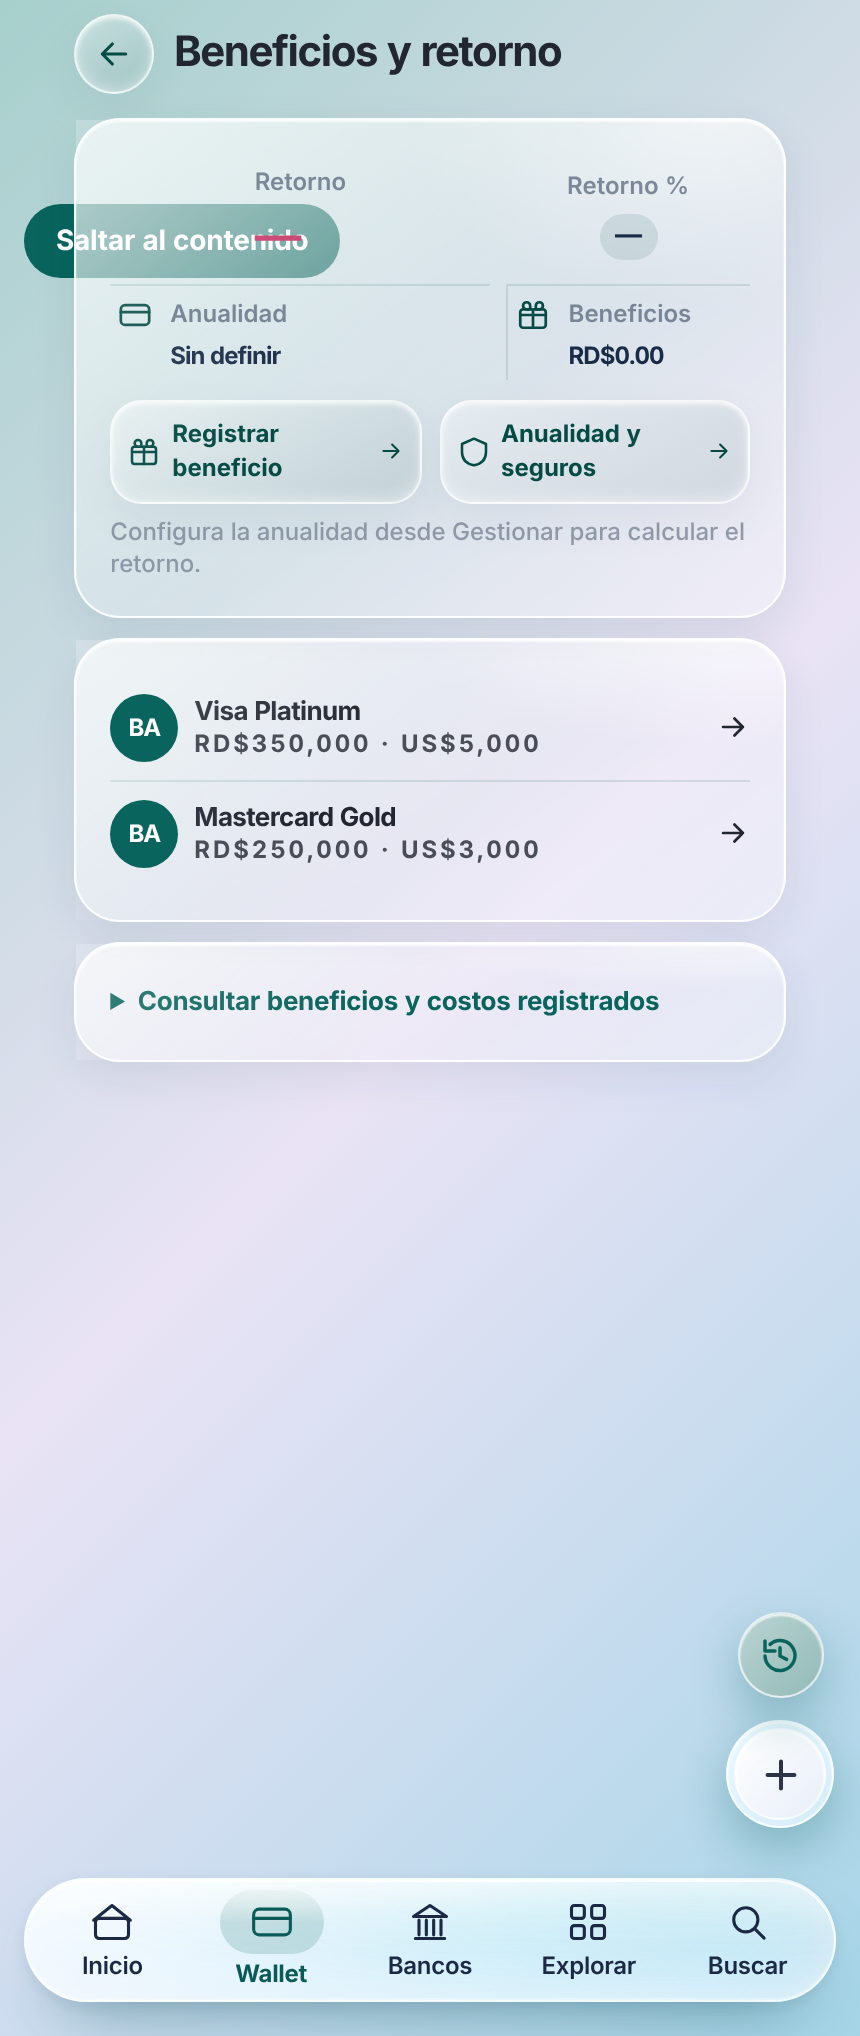 Beneficios y retorno
Retorno
Retorno %
Saltar al contenido
—
—
Anualidad
Sin definir
Beneficios
RD$0.00
Registrar
beneficio
Anualidad y
seguros
Configura la anualidad desde Gestionar para calcular el
retorno.
BA
Visa Platinum
RD$350,000 · US$5,000
BA
Mastercard Gold
RD$250,000 · US$3,000
Consultar beneficios y costos registrados
Inicio
Wallet
Bancos
Explorar
Buscar